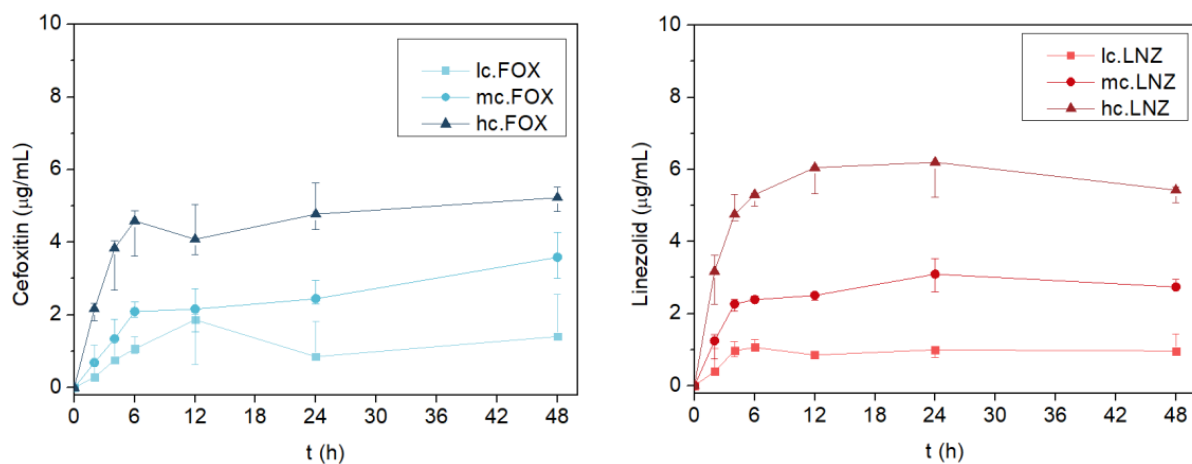 10
8
6
4
2
0
Cefoxitin (μg/mL)
lc.FOX
mc.FOX
hc.FOX
0 6 12 18 24 30 36 42 48
t (h)
10
8
6
4
2
0
Linezolid (μg/mL)
lc.LNZ
mc.LNZ
hc.LNZ
0 6 12 18 24 30 36 42 48
t (h)